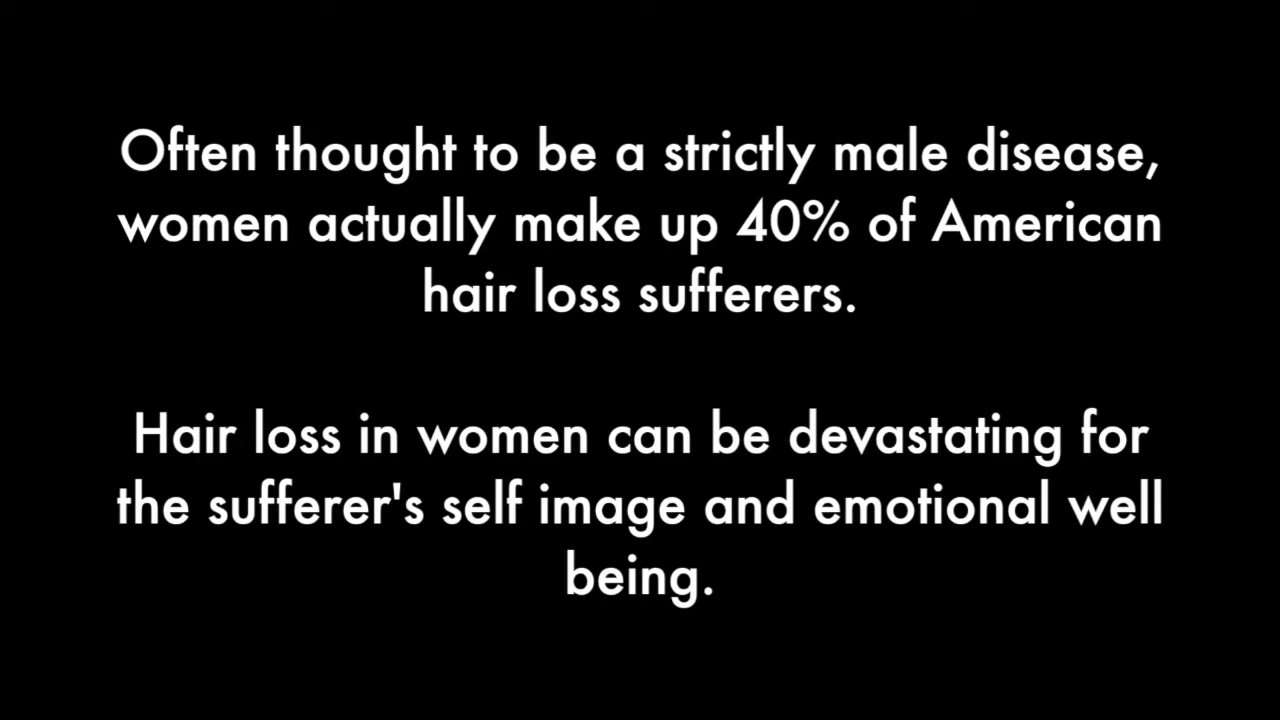 Often thought to be a strictly male disease,
women actually make up 40% of American
hair loss sufferers.
Hair loss in women can be devastating for
the sufferer's self image and emotional well
being.